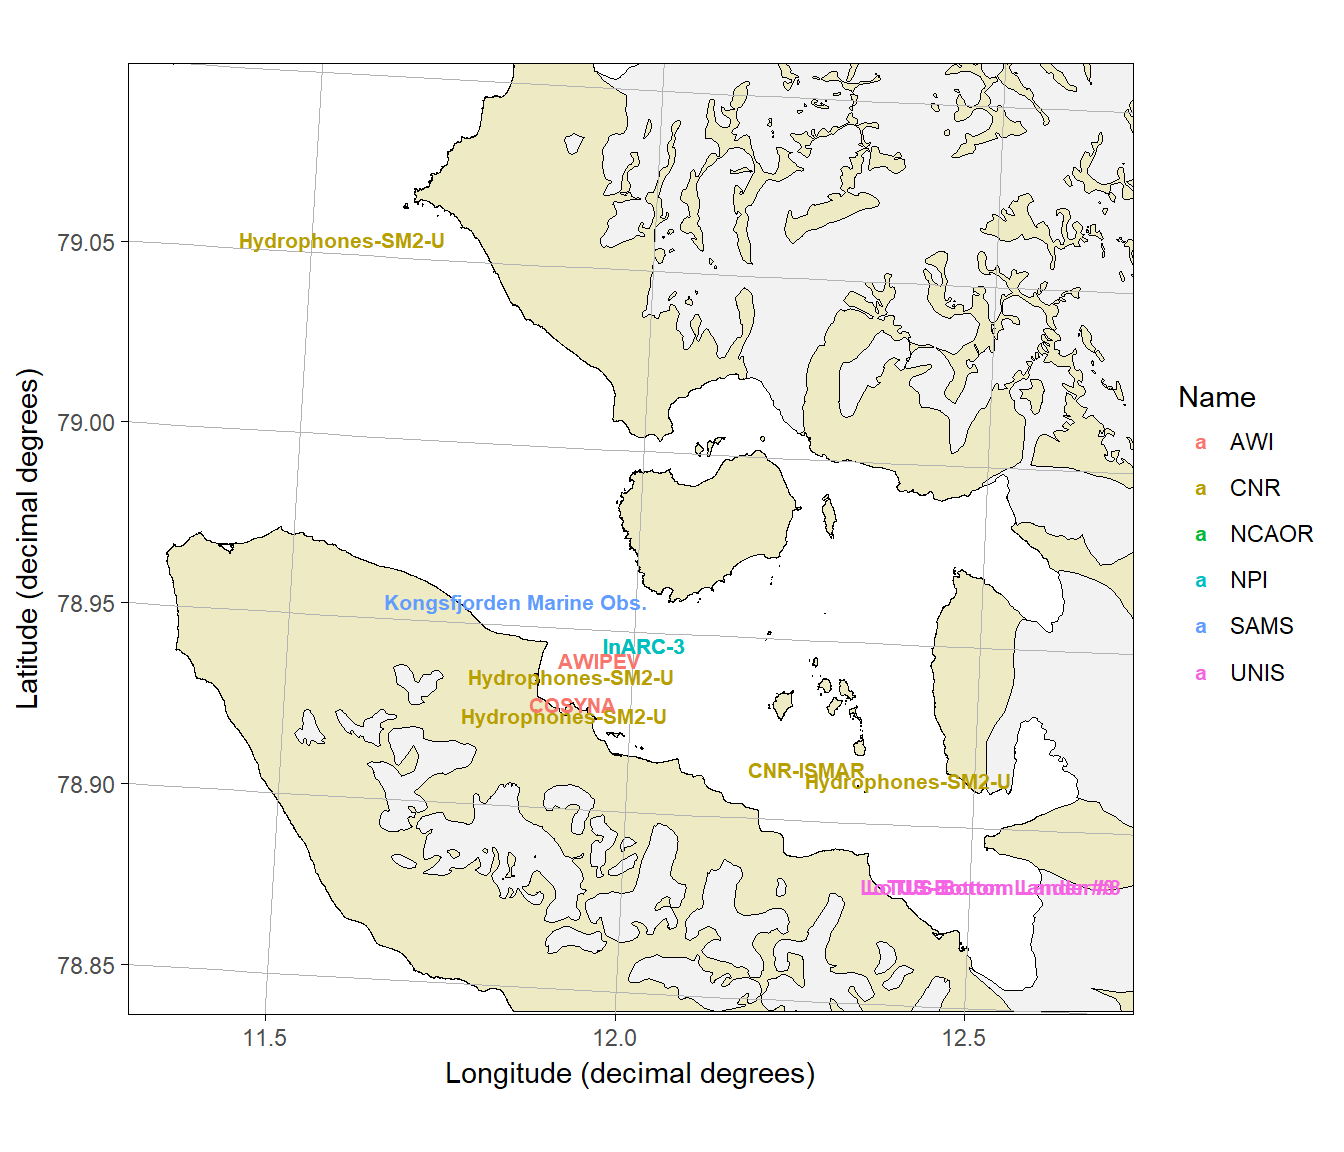 Hydrophones-SM2-U
79.05
79.00
78.95
78.90
78.85
Latitude (decimal degrees)
Kongsfjorden Marine Obs.
InARC-3
AWIPEV
Hydrophones-SM2-U
COSYNA
Hydrophones-SM2-U
CNR-ISMAR
Hydrophones-SM2-U
11.5
12.0
12.5
Longitude (decimal degrees)
Name
a AWI
a CNR
a NCAOR
a NPI
a SAMS
a UNIS